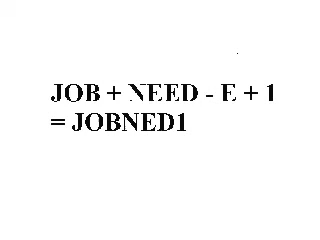 JOB + NEED - E + 1
= JOBNED1